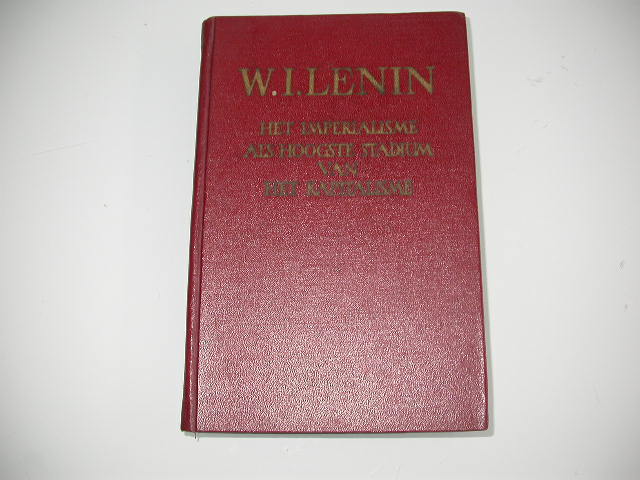 W.I.LENIN
HET IMPERIALISME
ALS HOOGSTE STADIUM
VAN
HET KAPITALISME